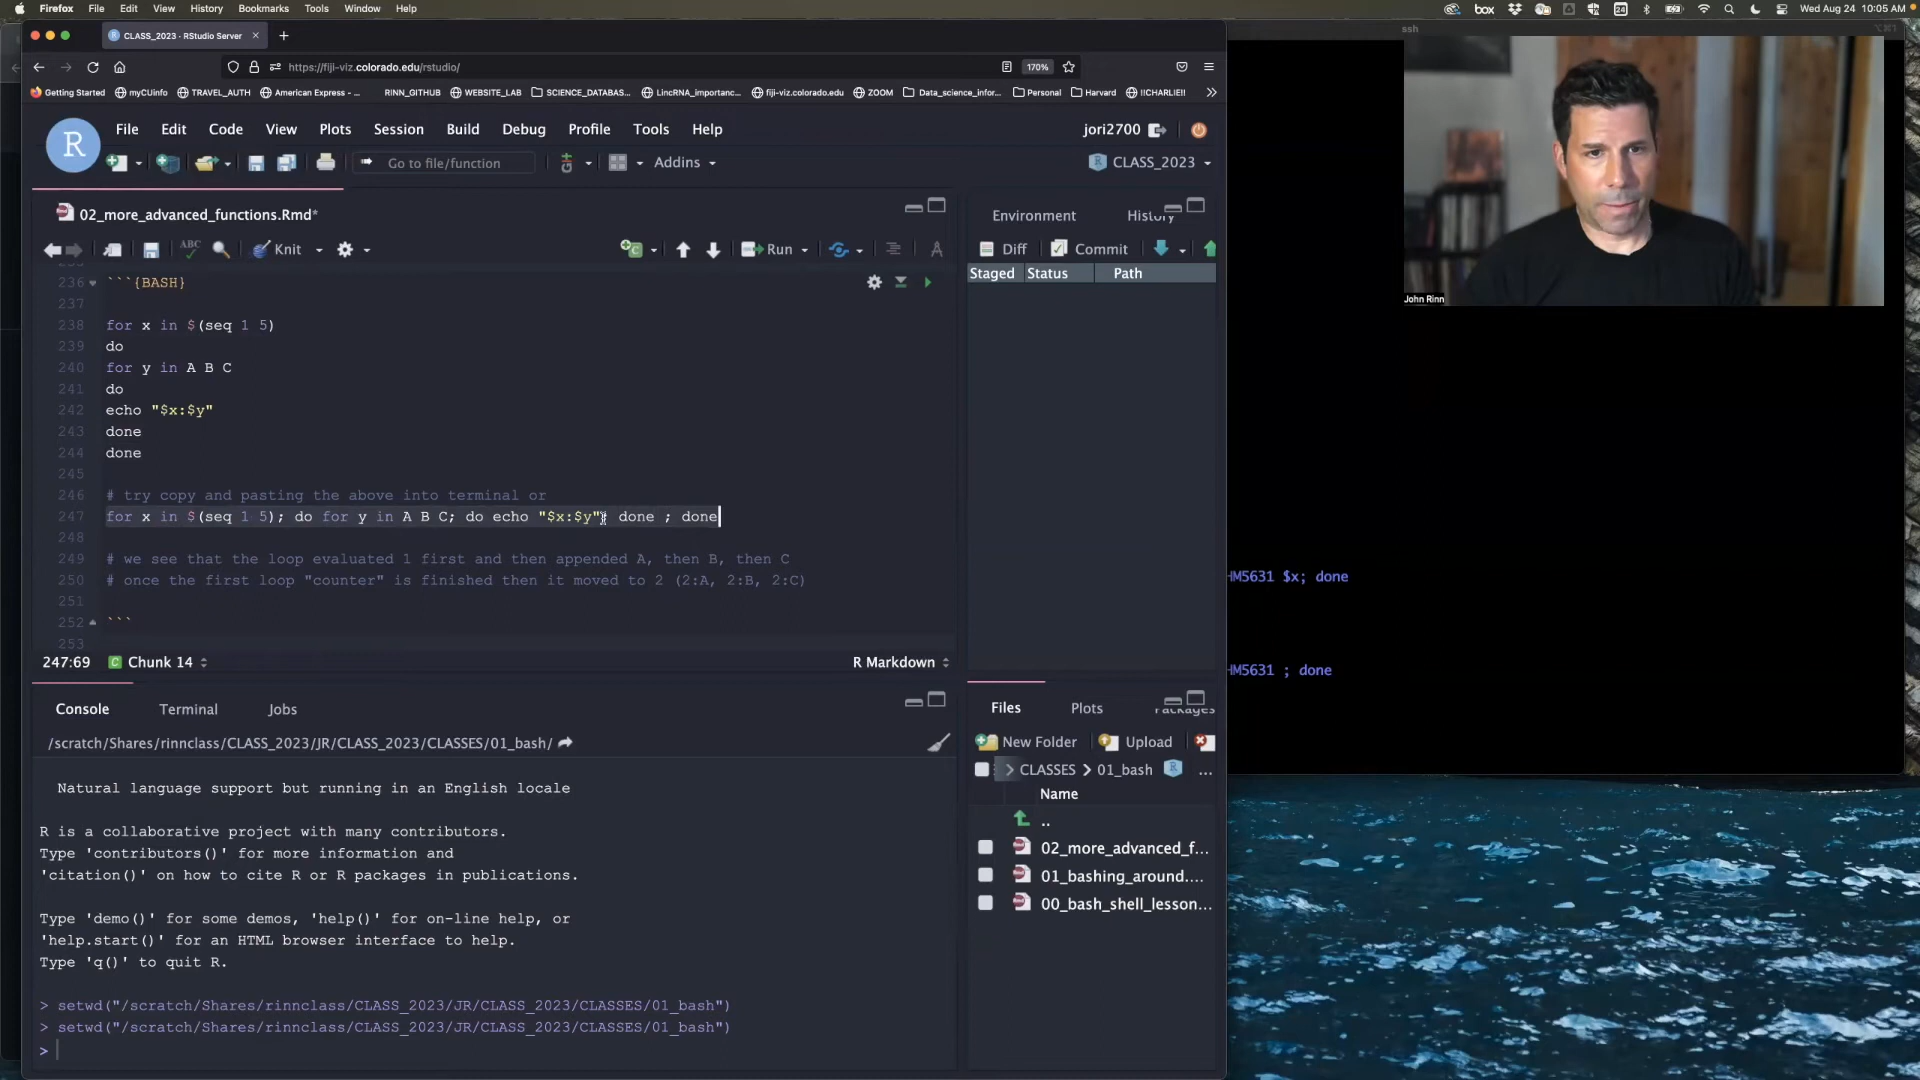 Firefox File Edit View History Bookmarks Tools Window Help
box 24 Wed Aug 24 10:05 AM
CLASS_2023 - RStudio Server
ssh
https://fiji-viz.colorado.edu/rstudio/
170%
Getting Started myCUinfo TRAVEL_AUTH American Express - ... RINN_GITHUB WEBSITE_LAB SCIENCE_DATABAS... LincRNA_importanc... fiji-viz.colorado.edu ZOOM Data_science_infor... Personal Harvard !!CHARLIE!!
R File Edit Code View Plots Session Build Debug Profile Tools Help
jori2700
Go to file/function Addins
CLASS_2023
02_more_advanced_functions.Rmd*
ABC Knit Run
236 ```{BASH}
237
238 for x in $(seq 1 5)
239 do
240 for y in A B C
241 do
242 echo "$x:$y"
243 done
244 done
245
246 # try copy and pasting the above into terminal or
247 for x in $(seq 1 5); do for y in A B C; do echo "$x:$y"; done ; done
248
249 # we see that the loop evaluated 1 first and then appended A, then B, then C
250 # once the first loop "counter" is finished then it moved to 2 (2:A, 2:B, 2:C)
251
252 ```
253
247:69 Chunk 14 R Markdown
Console Terminal Jobs
/scratch/Shares/rinnclass/CLASS_2023/JR/CLASS_2023/CLASSES/01_bash/
Natural language support but running in an English locale
R is a collaborative project with many contributors.
Type 'contributors()' for more information and
'citation()' on how to cite R or R packages in publications.
Type 'demo()' for some demos, 'help()' for on-line help, or
'help.start()' for an HTML browser interface to help.
Type 'q()' to quit R.
> setwd("/scratch/Shares/rinnclass/CLASS_2023/JR/CLASS_2023/CLASSES/01_bash")
> setwd("/scratch/Shares/rinnclass/CLASS_2023/JR/CLASS_2023/CLASSES/01_bash")
>
Environment History
Diff Commit
Staged Status Path
Files Plots Packages
New Folder Upload
CLASSES 01_bash ...
Name
..
02_more_advanced_f...
01_bashing_around....
00_bash_shell_lesson...
John Rinn
HM5631 $x; done
HM5631 ; done